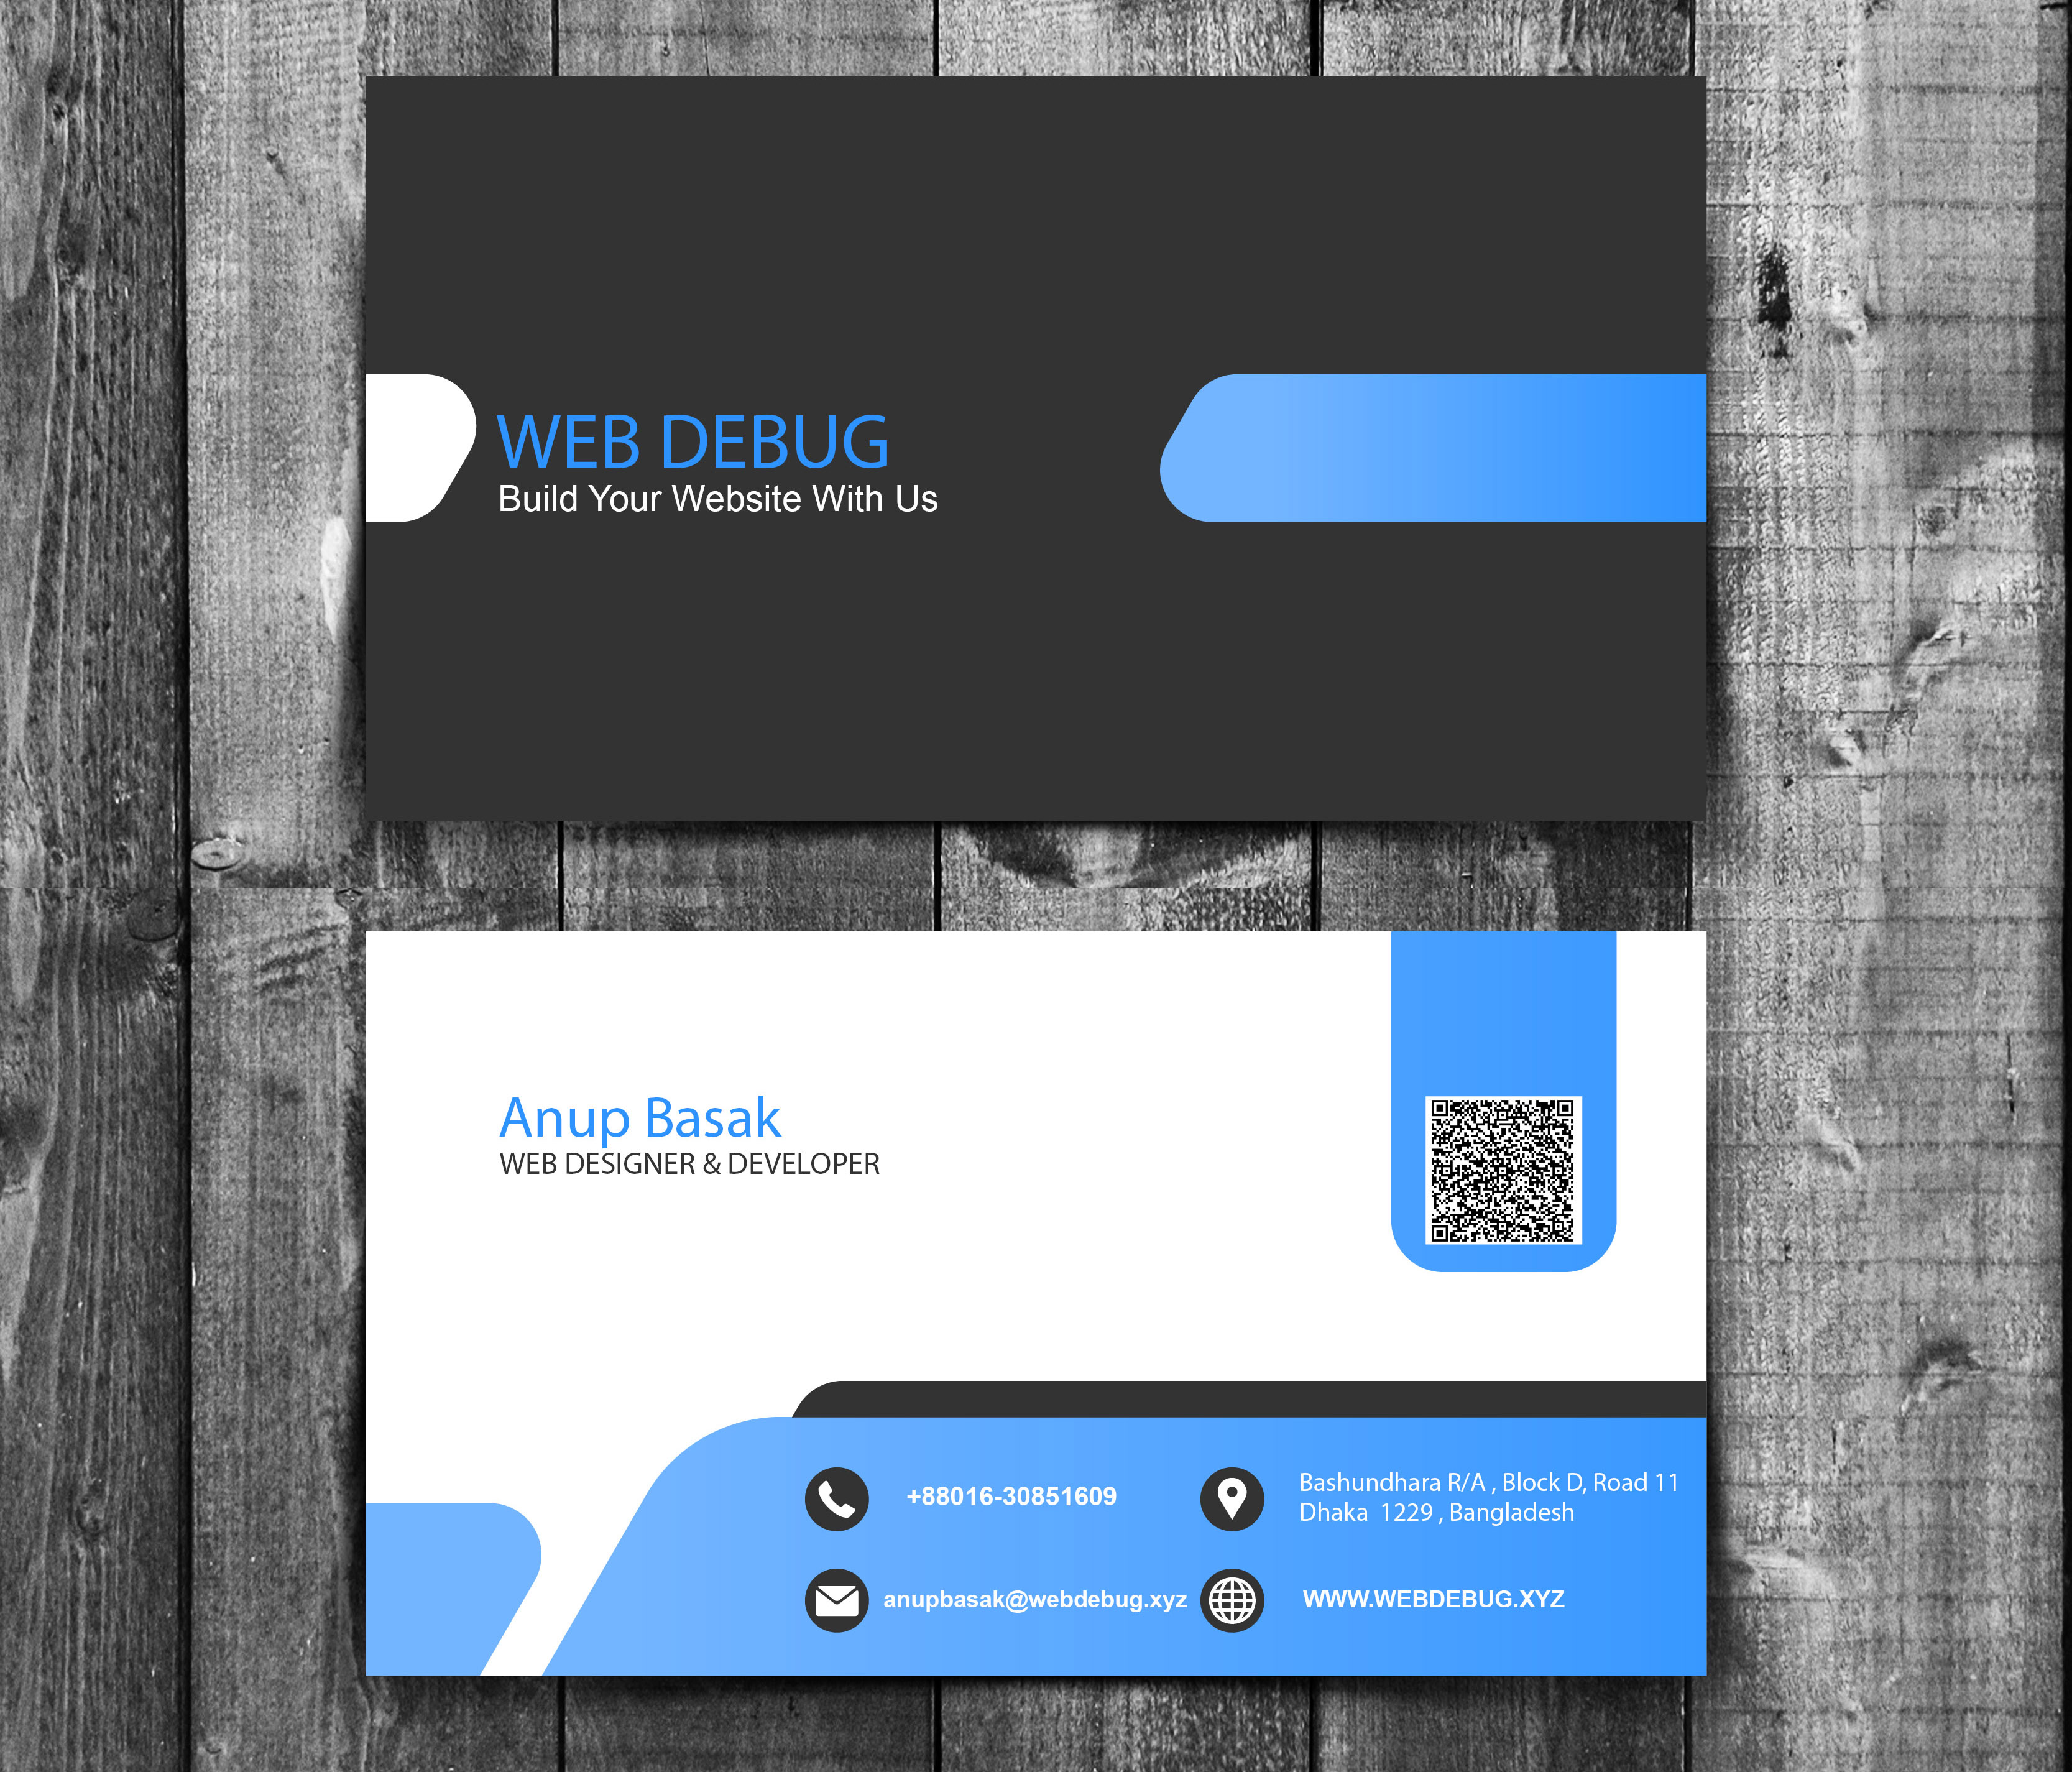 WEB DEBUG
Build Your Website With Us
Anup Basak
WEB DESIGNER & DEVELOPER
+88016-30851609
Bashundhara R/A , Block D, Road 11
Dhaka  1229 , Bangladesh
anupbasak@webdebug.xyz
WWW.WEBDEBUG.XYZ